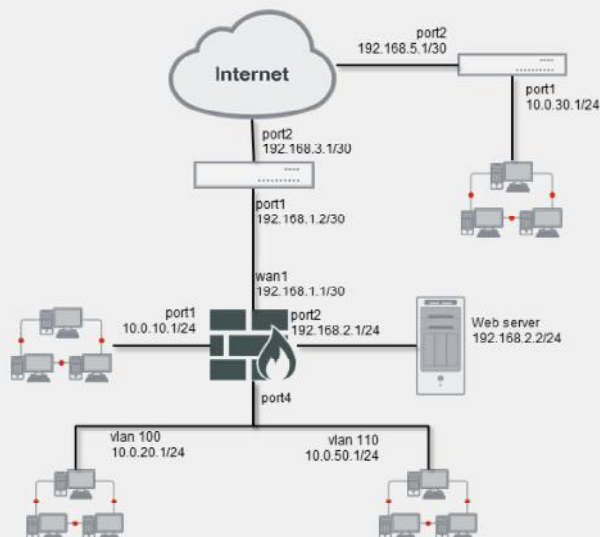 port2
192.168.5.1/30
Internet
port1
10.0.30.1/24
port2
192.168.3.1/30
port1
192.168.1.2/30
wan1
192.168.1.1/30
port1
10.0.10.1/24
port2
192.168.2.1/24
Web server
192.168.2.2/24
port4
vlan 100
10.0.20.1/24
vlan 110
10.0.50.1/24